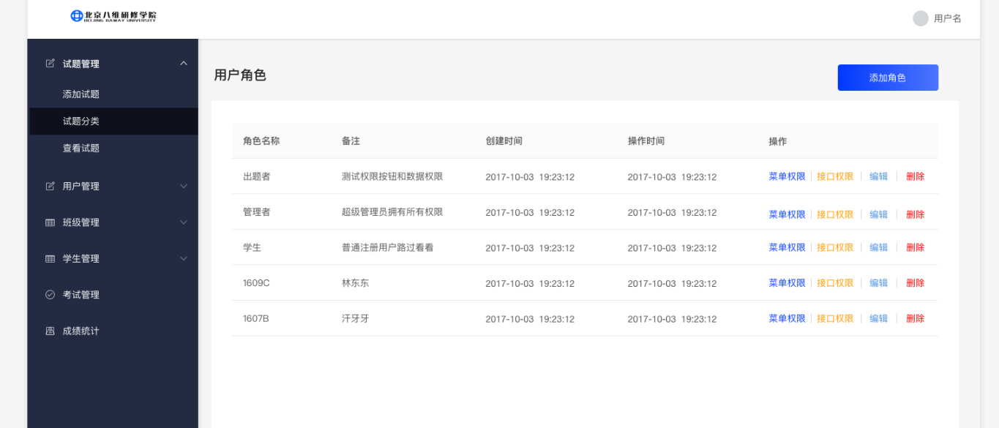 北京八维研修学院
BEIJING BAWAY UNIVERSITY
用户名
试题管理
添加试题
试题分类
查看试题
用户管理
班级管理
学生管理
考试管理
成绩统计
用户角色
添加角色
角色名称 备注 创建时间 操作时间 操作
出题者 测试权限按钮和数据权限 2017-10-03 19:23:12 2017-10-03 19:23:12 菜单权限 接口权限 编辑 删除
管理者 超级管理员拥有所有权限 2017-10-03 19:23:12 2017-10-03 19:23:12 菜单权限 接口权限 编辑 删除
学生 普通注册用户路过看看 2017-10-03 19:23:12 2017-10-03 19:23:12 菜单权限 接口权限 编辑 删除
1609C 林东东 2017-10-03 19:23:12 2017-10-03 19:23:12 菜单权限 接口权限 编辑 删除
1607B 汗牙牙 2017-10-03 19:23:12 2017-10-03 19:23:12 菜单权限 接口权限 编辑 删除